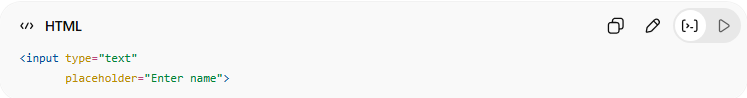 HTML
<input type="text"
placeholder="Enter name">